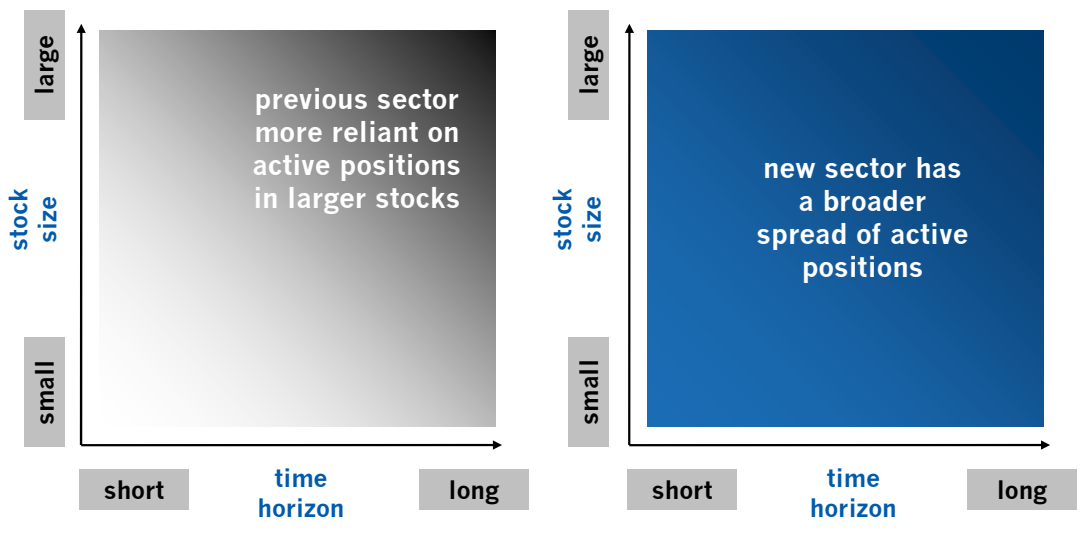 large
stock
size
small
previous sector
more reliant on
active positions
in larger stocks
short
time
horizon
long
large
stock
size
small
new sector has
a broader
spread of active
positions
short
time
horizon
long